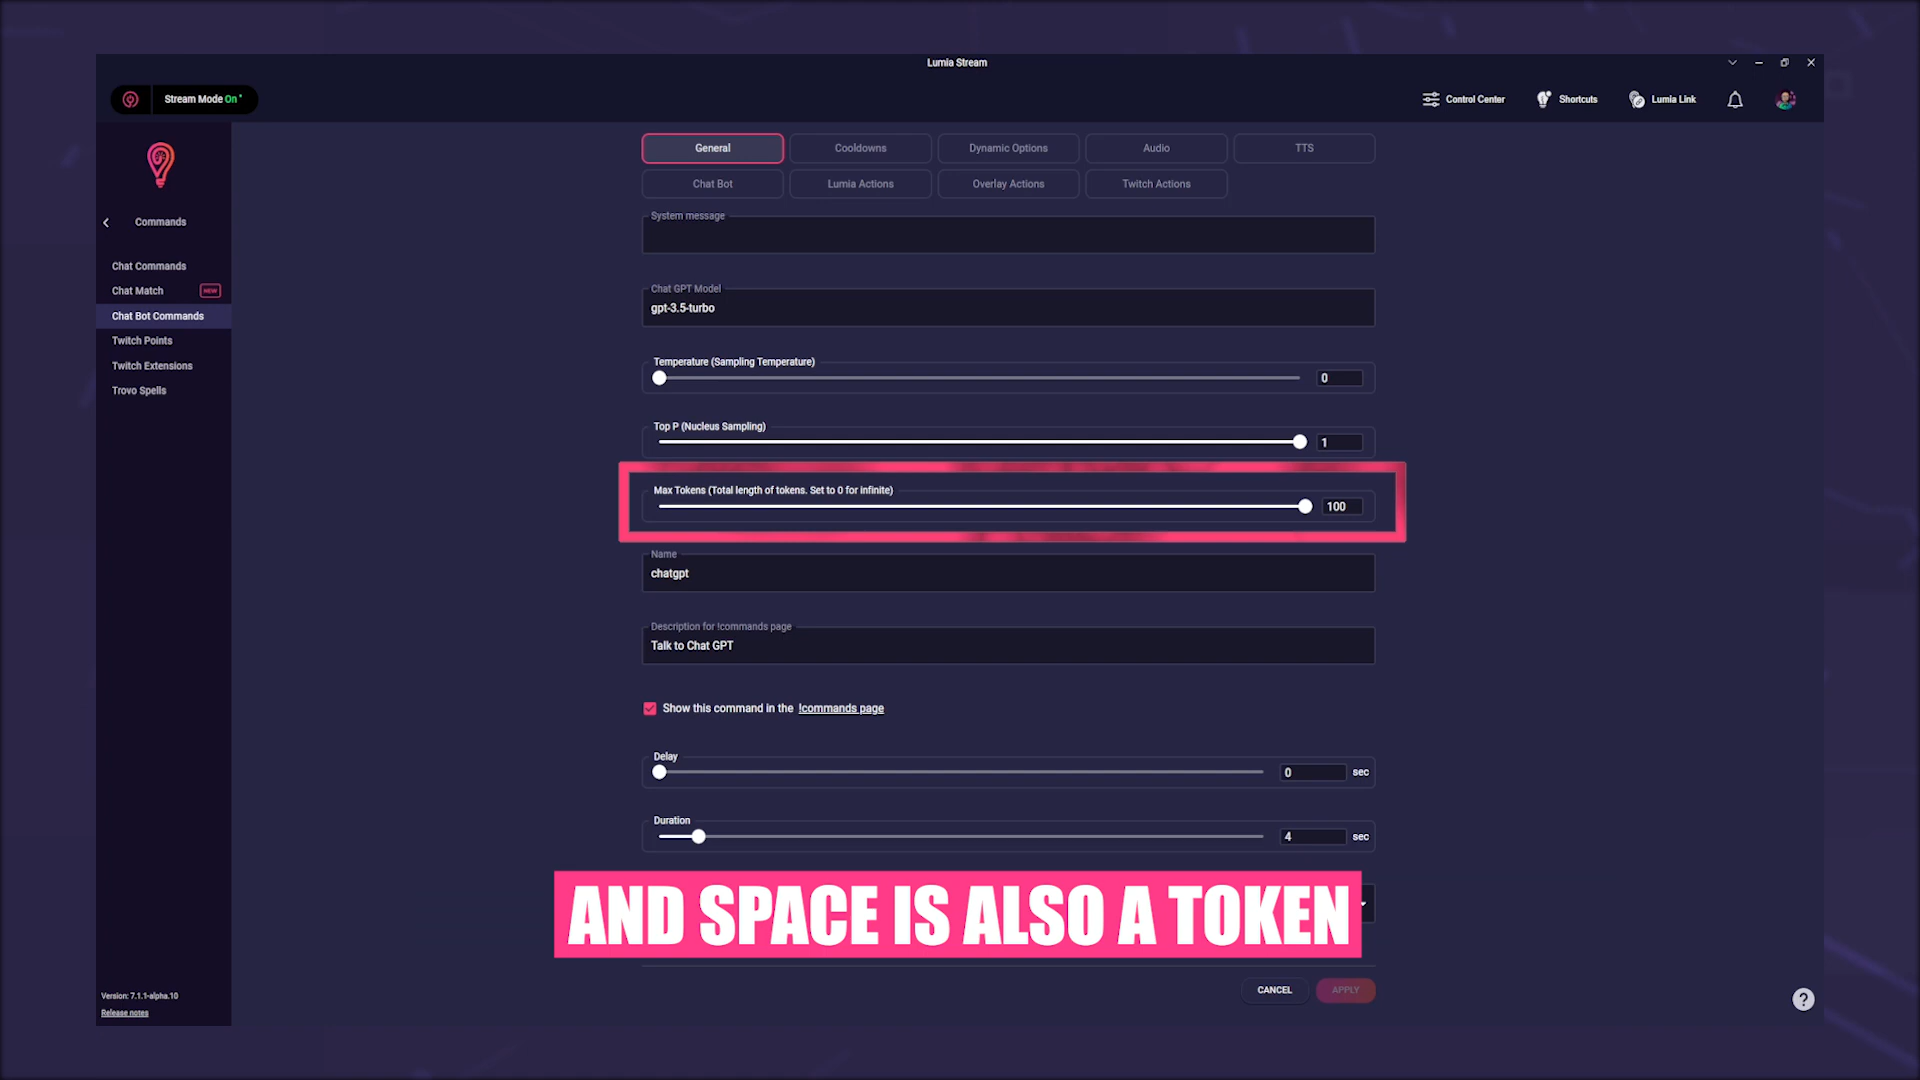 Lumia Stream
Stream Mode On
Control Center
Shortcuts
Lumia Link
Commands
Chat Commands
Chat Match
NEW
Chat Bot Commands
Twitch Points
Twitch Extensions
Trovo Spells
Version: 7.1.1-alpha.10
Release notes
General
Cooldowns
Dynamic Options
Audio
TTS
Chat Bot
Lumia Actions
Overlay Actions
Twitch Actions
System message
Chat GPT Model
gpt-3.5-turbo
Temperature (Sampling Temperature)
0
Top P (Nucleus Sampling)
1
Max Tokens (Total length of tokens. Set to 0 for infinite)
100
Name
chatgpt
Description for !commands page
Talk to Chat GPT
Show this command in the !commands page
Delay
0 sec
Duration
4 sec
AND SPACE IS ALSO A TOKEN
CANCEL
APPLY
?